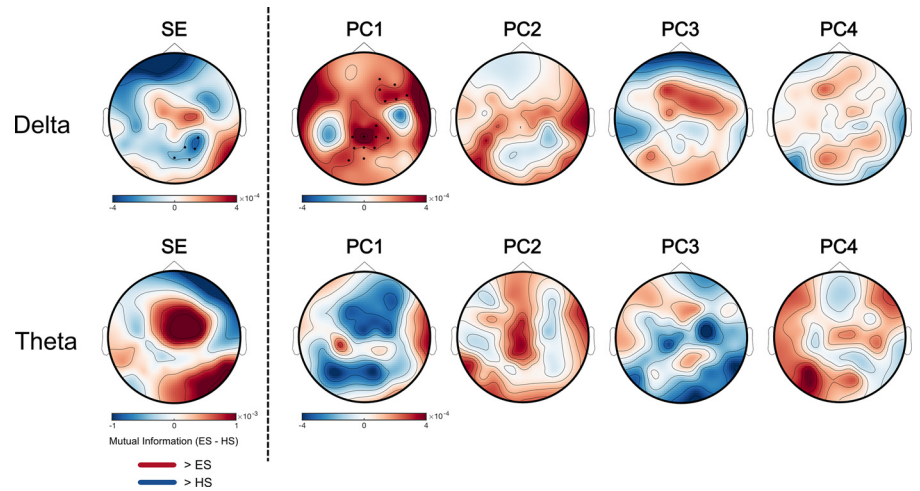 SE PC1 PC2 PC3 PC4
Delta
-4 0 4 ×10⁻⁴ -4 0 4 ×10⁻⁴
SE PC1 PC2 PC3 PC4
Theta
-1 0 1 ×10⁻³ -4 0 4 ×10⁻⁴
Mutual Information (ES - HS)
> ES
> HS